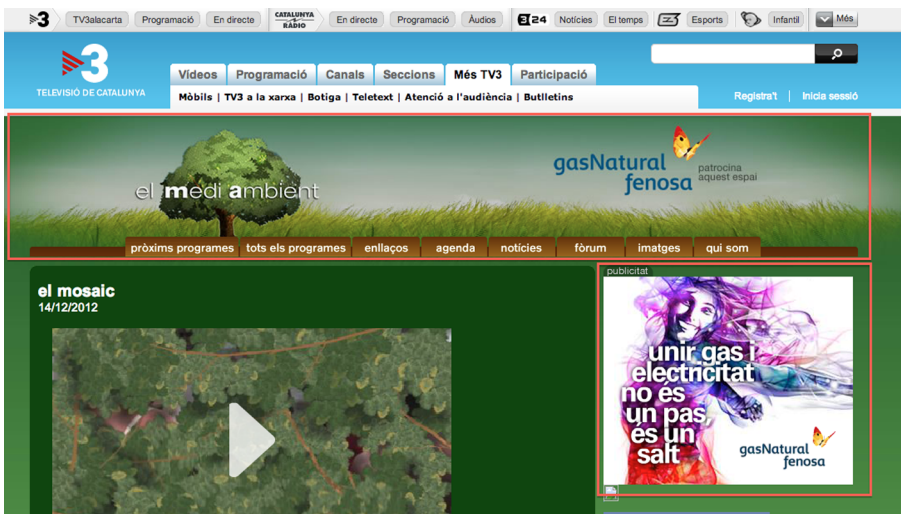 3 TV3alacarta Programació En directe CATALUNYA RÀDIO En directe Programació Àudios 3 24 Notícies El temps Esports Infantil Més
3
TELEVISIÓ DE CATALUNYA
Vídeos Programació Canals Seccions Més TV3 Participació
Mòbils | TV3 a la xarxa | Botiga | Teletext | Atenció a l'audiència | Butlletins
Registra't | Inicia sessió
el medi ambient
gasNatural
fenosa
patrocina
aquest espai
pròxims programes tots els programes enllaços agenda notícies fòrum imatges qui som
el mosaic
14/12/2012
publicitat
unir gas i
electricitat
no és
un pas,
és un
salt
gasNatural
fenosa